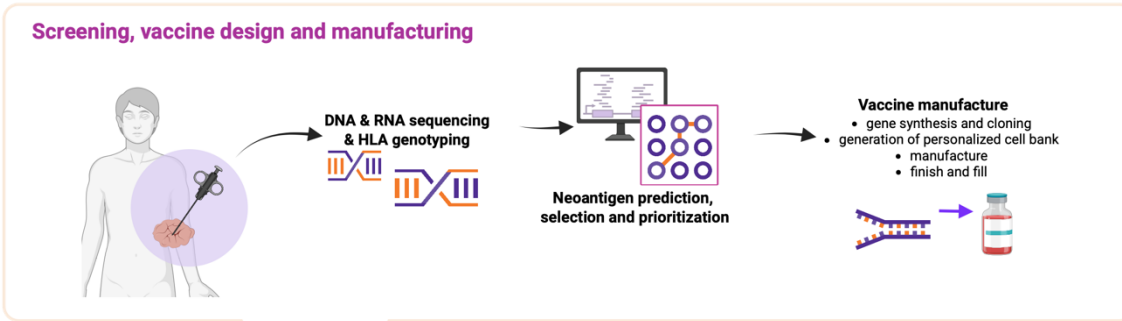 Screening, vaccine design and manufacturing
DNA & RNA sequencing
& HLA genotyping
Neoantigen prediction,
selection and prioritization
Vaccine manufacture
• gene synthesis and cloning
• generation of personalized cell bank
• manufacture
• finish and fill